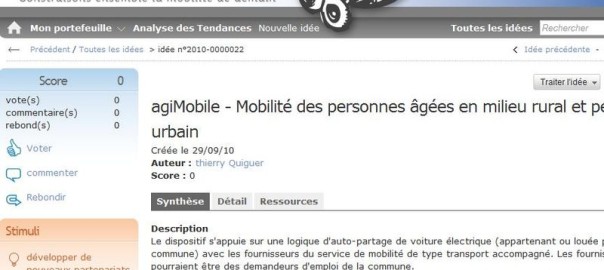 Construisons ensemble la mobilité de demain
Mon portefeuille Analyse des Tendances Nouvelle idée Toutes les idées Rechercher
Précédent / Toutes les idées > idée n°2010-0000022 Idée précédente -
Score 0
vote(s) 0
commentaire(s) 0
rebond(s) 0
Voter
commenter
Rebondir
Stimuli
développer de
nouveaux partenariats
Traiter l'idée
agiMobile - Mobilité des personnes âgées en milieu rural et pé
urbain
Créée le 29/09/10
Auteur : thierry Quiguer
Score : 0
Synthèse Détail Ressources
Description
Le dispositif s'appuie sur une logique d'auto-partage de voiture électrique (appartenant ou louée p
commune) avec les fournisseurs du service de mobilité de type transport accompagné. Les fourni
pourraient être des demandeurs d'emploi de la commune.